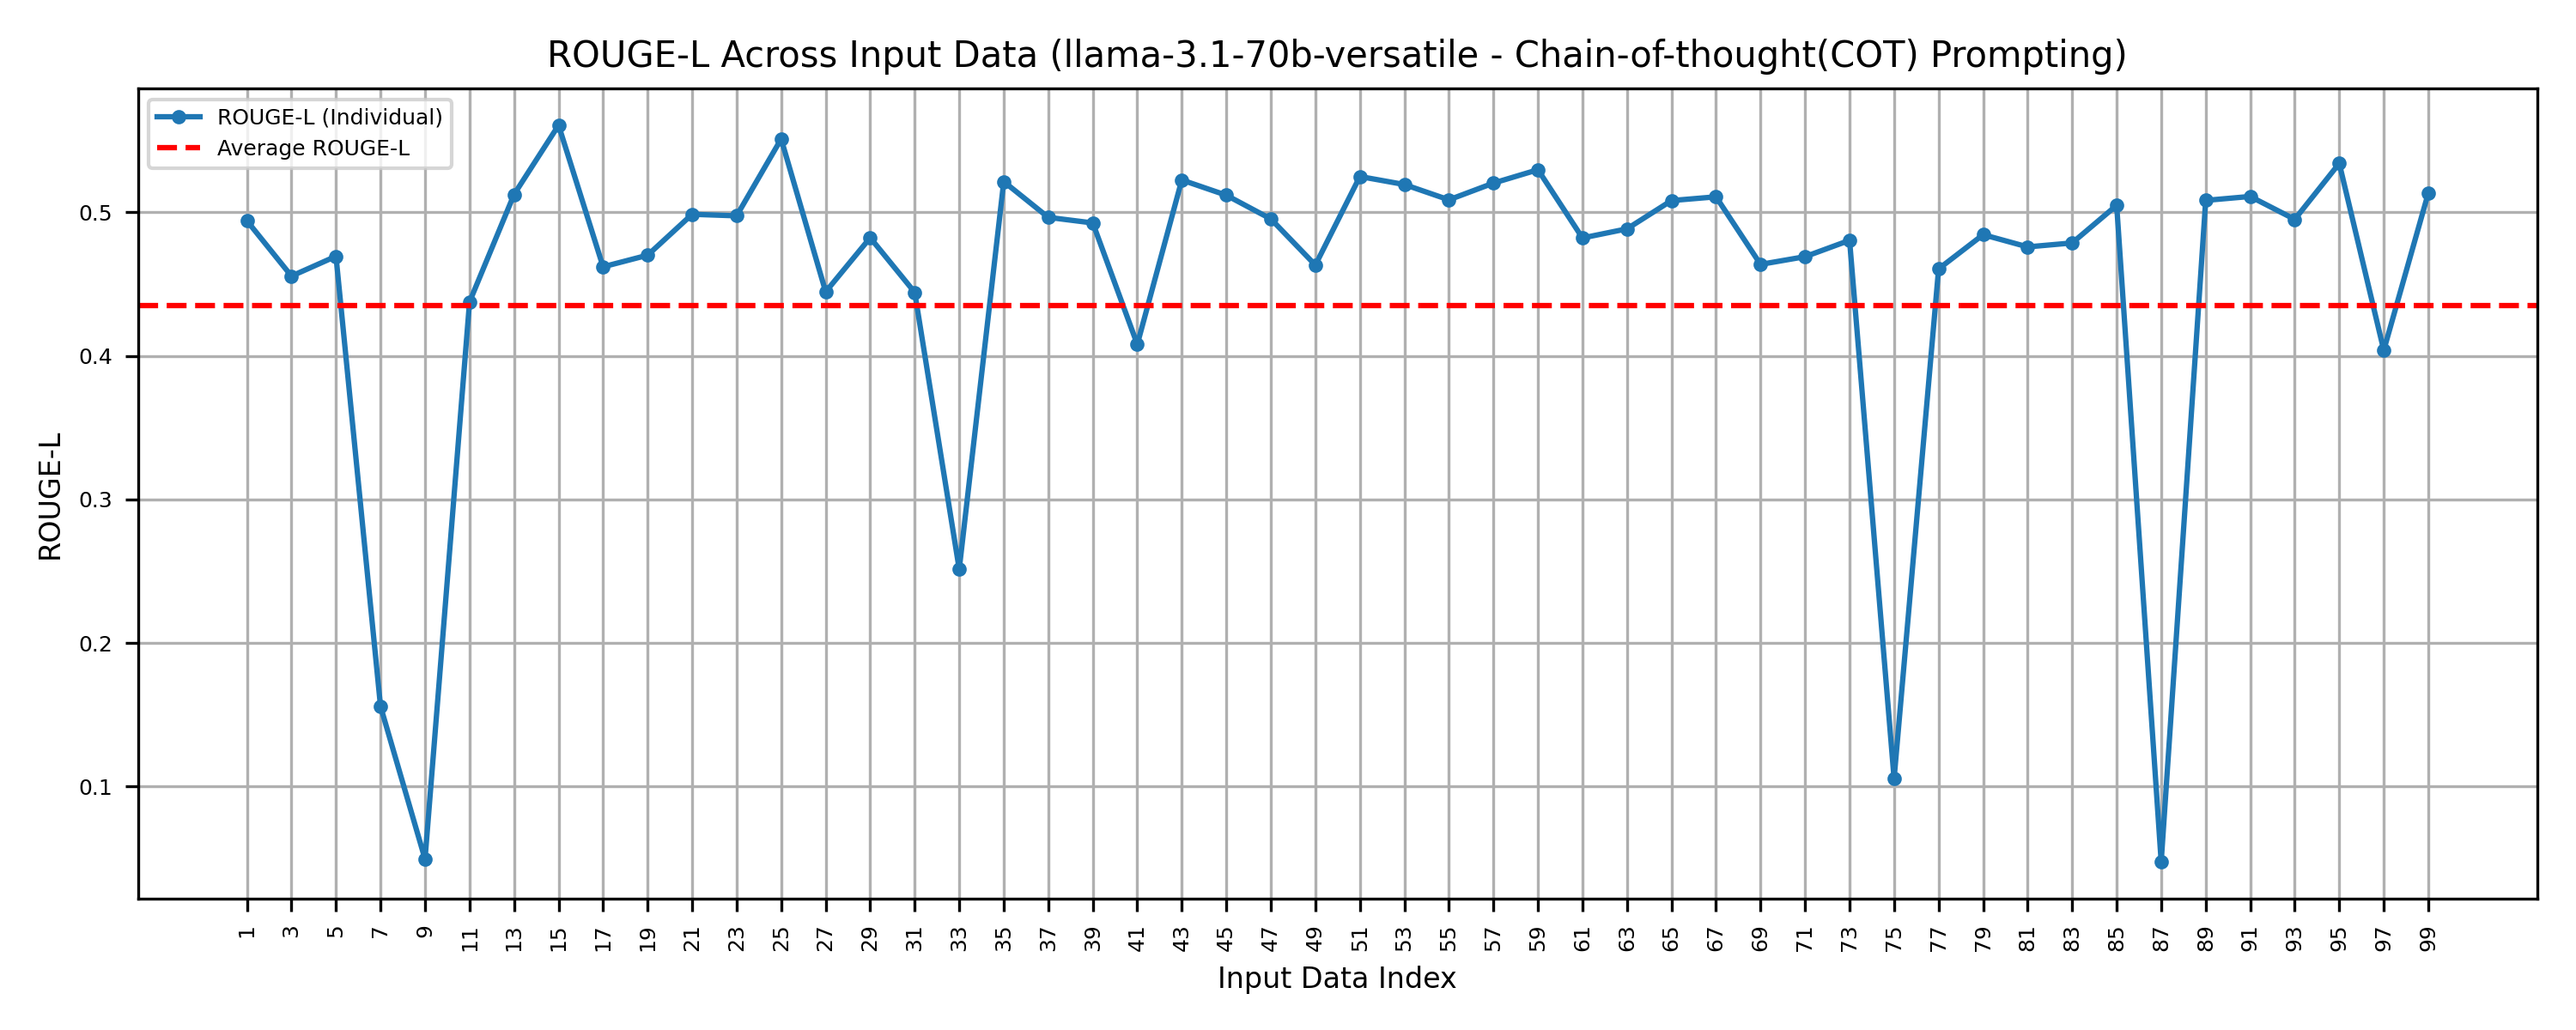 ROUGE-L Across Input Data (llama-3.1-70b-versatile - Chain-of-thought(COT) Prompting)
ROUGE-L (Individual)
Average ROUGE-L
ROUGE-L
0.5
0.4
0.3
0.2
0.1
1 3 5 7 9 11 13 15 17 19 21 23 25 27 29 31 33 35 37 39 41 43 45 47 49 51 53 55 57 59 61 63 65 67 69 71 73 75 77 79 81 83 85 87 89 91 93 95 97 99
Input Data Index